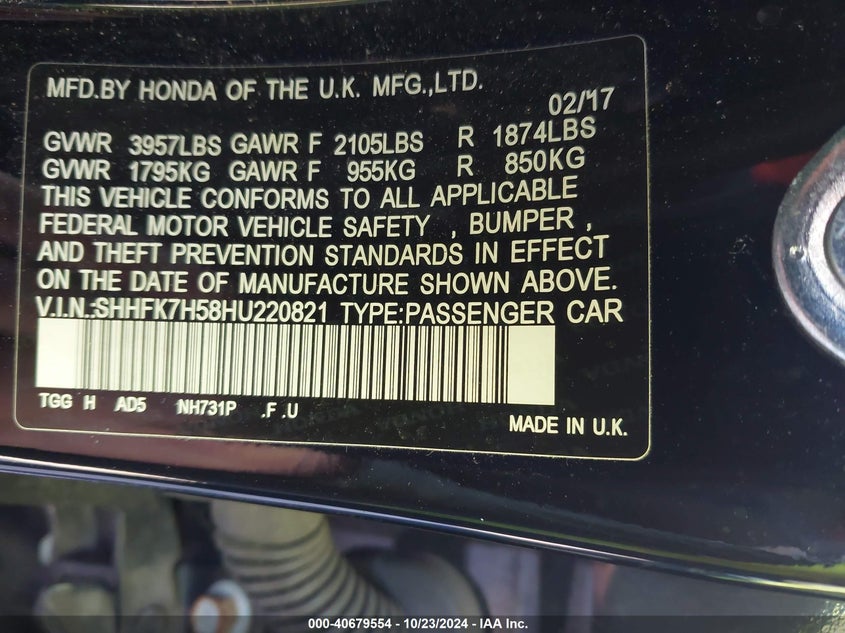 MFD.BY HONDA OF THE U.K. MFG.,LTD.
02/'17
GVWR 3957LBS GAWR F 2105LBS R 1874LBS
GVWR 1795KG GAWR F 955KG R 850KG
THIS VEHICLE CONFORMS TO ALL APPLICABLE
FEDERAL MOTOR VEHICLE SAFETY , BUMPER ,
AND THEFT PREVENTION STANDARDS IN EFFECT
ON THE DATE OF MANUFACTURE SHOWN ABOVE.
V.I.N.:SHHFK7H58HU220821 TYPE:PASSENGER CAR
TGG H AD5 NH731P .F .U
MADE IN U.K.
000-40679554 - 10/23/2024 - IAA Inc.